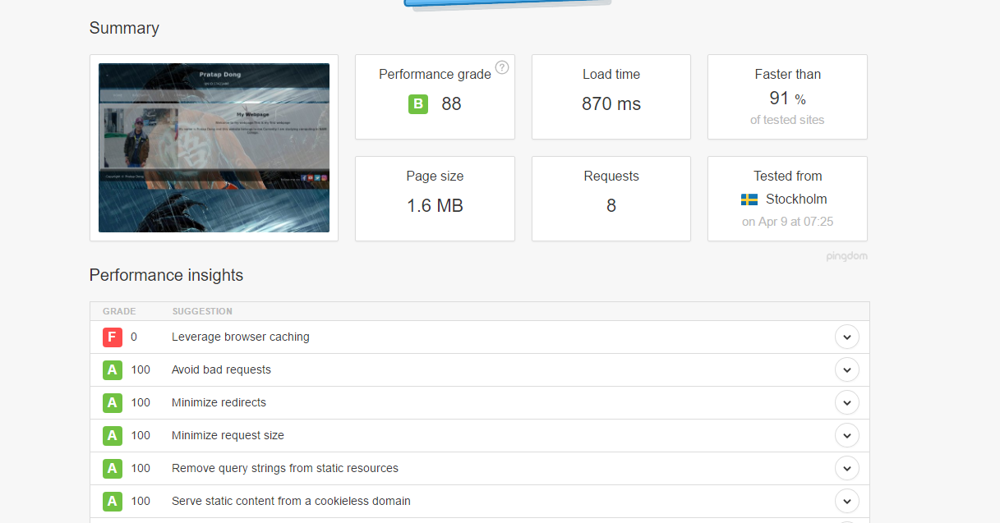 Summary
Pratap Dong
My Webpage
Copyright © Pratap Dong
Performance grade ?
B 88
Load time
870 ms
Faster than
91 %
of tested sites
Page size
1.6 MB
Requests
8
Tested from
Stockholm
on Apr 9 at 07:25
pingdom
Performance insights
GRADE SUGGESTION
F 0 Leverage browser caching
A 100 Avoid bad requests
A 100 Minimize redirects
A 100 Minimize request size
A 100 Remove query strings from static resources
A 100 Serve static content from a cookieless domain